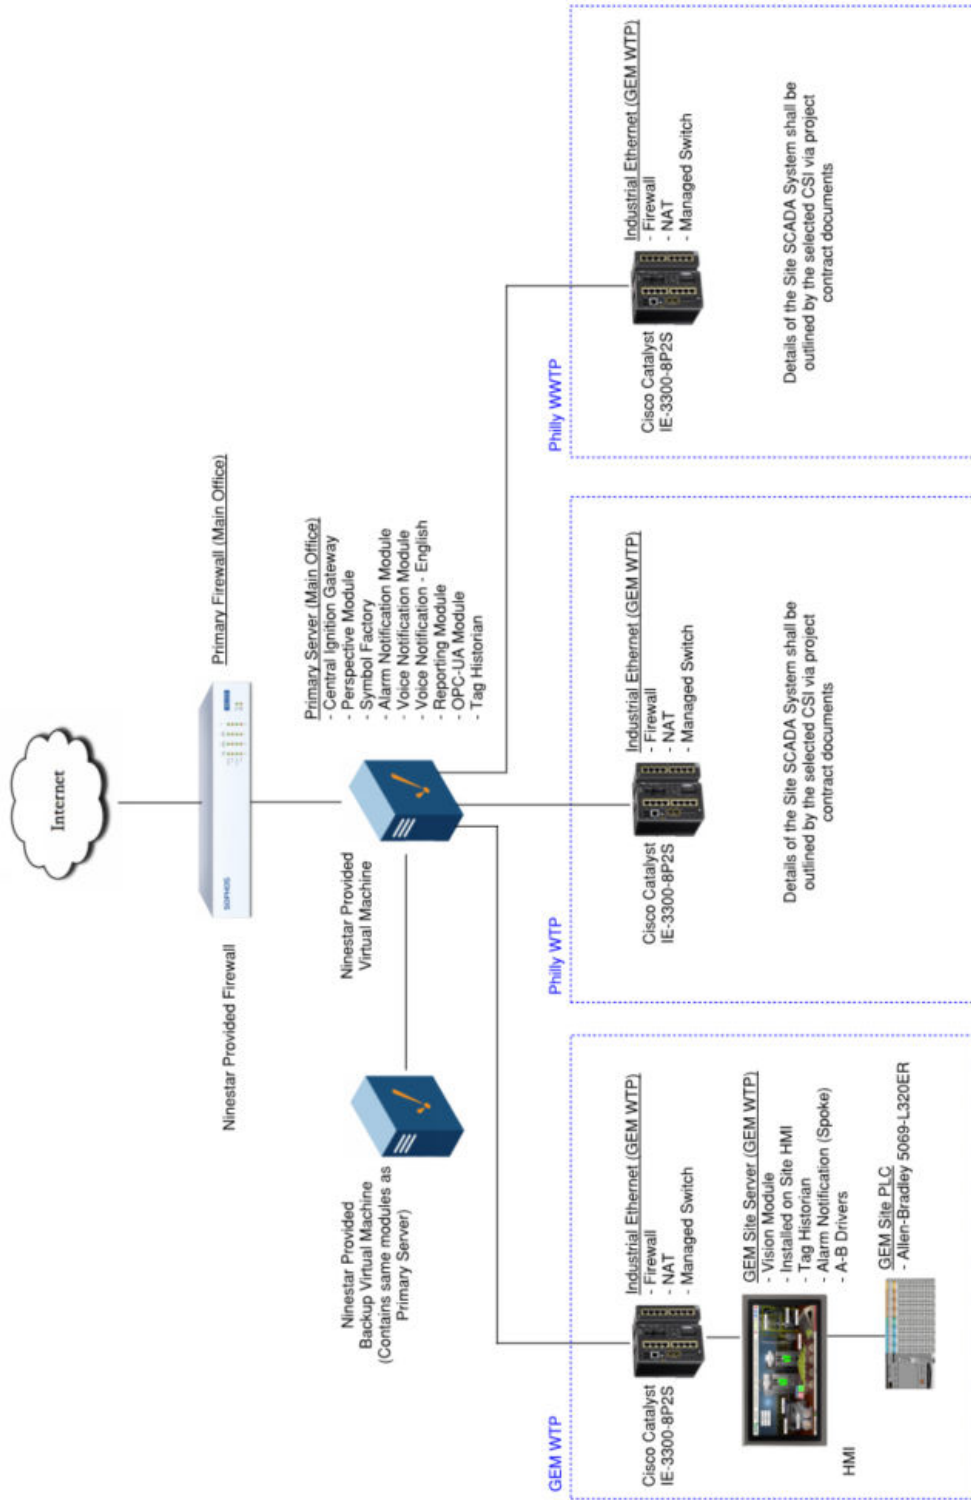 Internet
SOPHOS
Ninestar Provided Firewall
Primary Firewall (Main Office)
Ninestar Provided
Backup Virtual Machine
(Contains same modules as
Primary Server)
Ninestar Provided
Virtual Machine
Primary Server (Main Office)
- Central Ignition Gateway
- Perspective Module
- Symbol Factory
- Alarm Notification Module
- Voice Notification Module
- Voice Notification - English
- Reporting Module
- OPC-UA Module
- Tag Historian
GEM WTP
Cisco Catalyst
IE-3300-8P2S
Industrial Ethernet (GEM WTP)
- Firewall
- NAT
- Managed Switch
HMI
GEM Site Server (GEM WTP)
- Vision Module
- Installed on Site HMI
- Tag Historian
- Alarm Notification (Spoke)
- A-B Drivers
GEM Site PLC
- Allen-Bradley 5069-L320ER
Philly WTP
Cisco Catalyst
IE-3300-8P2S
Industrial Ethernet (GEM WTP)
- Firewall
- NAT
- Managed Switch
Details of the Site SCADA System shall be
outlined by the selected CSI via project
contract documents
Philly WWTP
Cisco Catalyst
IE-3300-8P2S
Industrial Ethernet (GEM WTP)
- Firewall
- NAT
- Managed Switch
Details of the Site SCADA System shall be
outlined by the selected CSI via project
contract documents